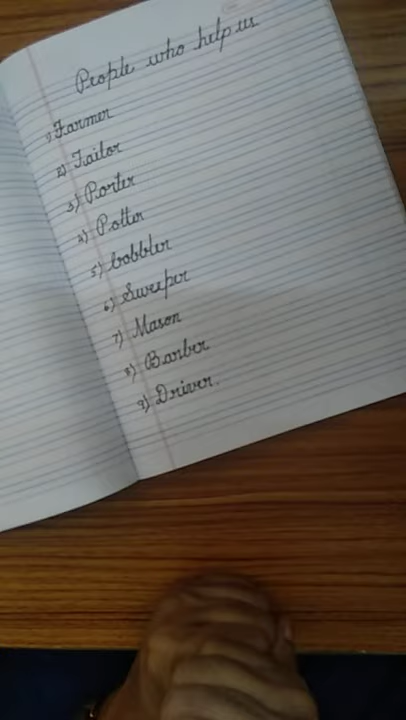 People who help us
1) Farmer
2) Tailor
3) Porter
4) Potter
5) Cobbler
6) Sweeper
7) Mason
8) Barber
9) Driver.